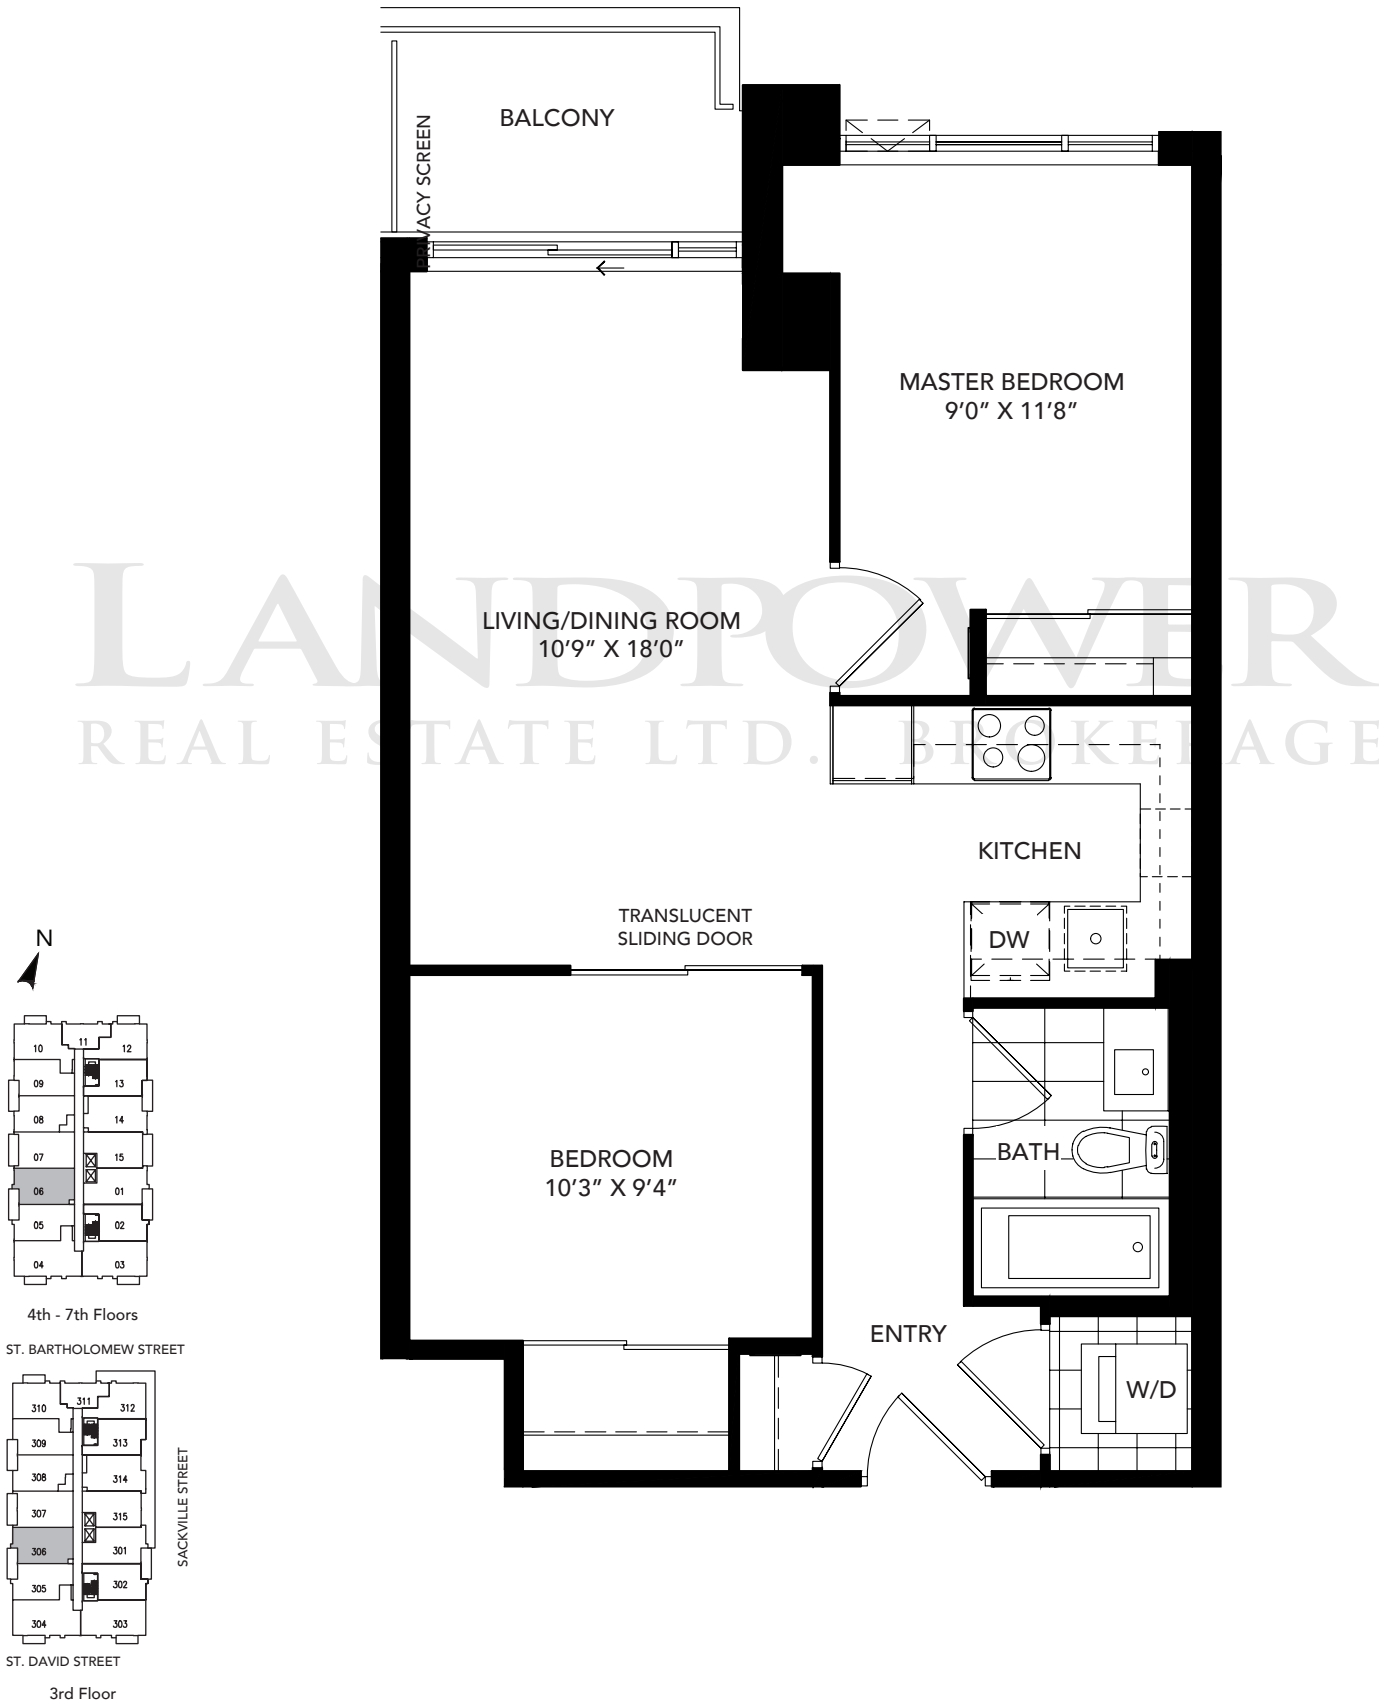 BALCONY
PRIVACY SCREEN
MASTER BEDROOM
9'0" X 11'8"
LIVING/DINING ROOM
10'9" X 18'0"
LANDPOWER
REAL ESTATE LTD. BROKERAGE
KITCHEN
TRANSLUCENT
SLIDING DOOR
DW
BATH
BEDROOM
10'3" X 9'4"
ENTRY
W/D
N
10
11
12
09
13
08
14
07
15
06
01
05
02
04
03
4th - 7th Floors
ST. BARTHOLOMEW STREET
310
311
312
309
313
308
314
307
315
306
301
305
302
304
303
SACKVILLE STREET
ST. DAVID STREET
3rd Floor